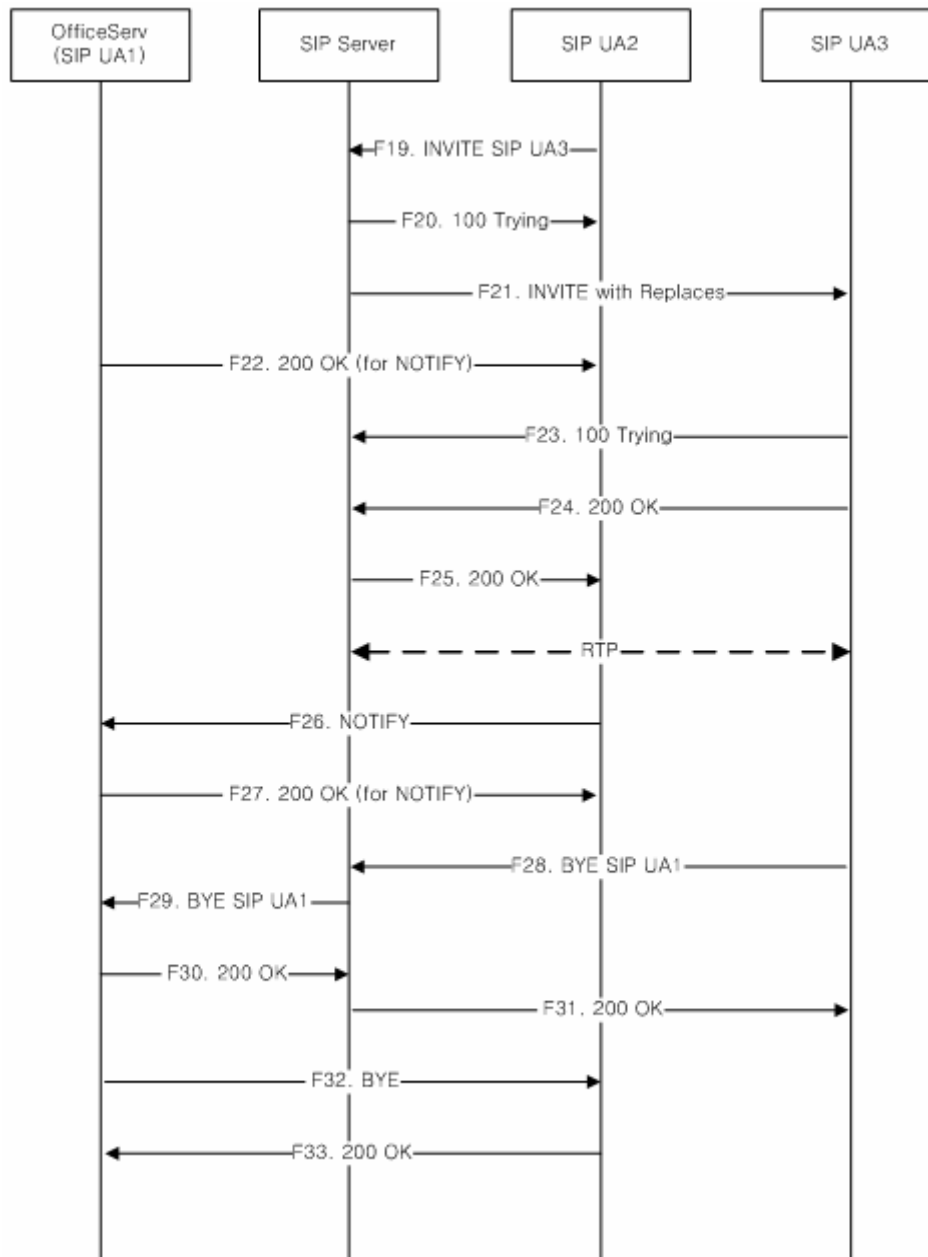 OfficeServ
(SIP UA1)
SIP Server
SIP UA2
SIP UA3
F19. INVITE SIP UA3
F20. 100 Trying
F21. INVITE with Replaces
F22. 200 OK (for NOTIFY)
F23. 100 Trying
F24. 200 OK
F25. 200 OK
RTP
F26. NOTIFY
F27. 200 OK (for NOTIFY)
F28. BYE SIP UA1
F29. BYE SIP UA1
F30. 200 OK
F31. 200 OK
F32. BYE
F33. 200 OK